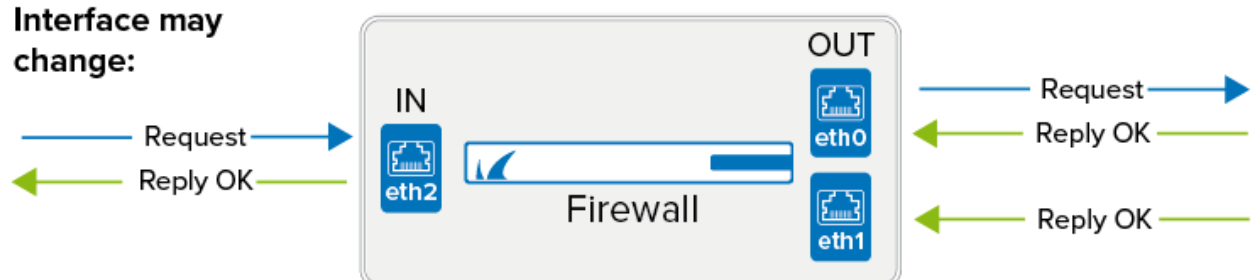 Interface may
change:
OUT
IN
Request
Reply OK
eth2
Firewall
eth0
eth1
Request
Reply OK
Reply OK